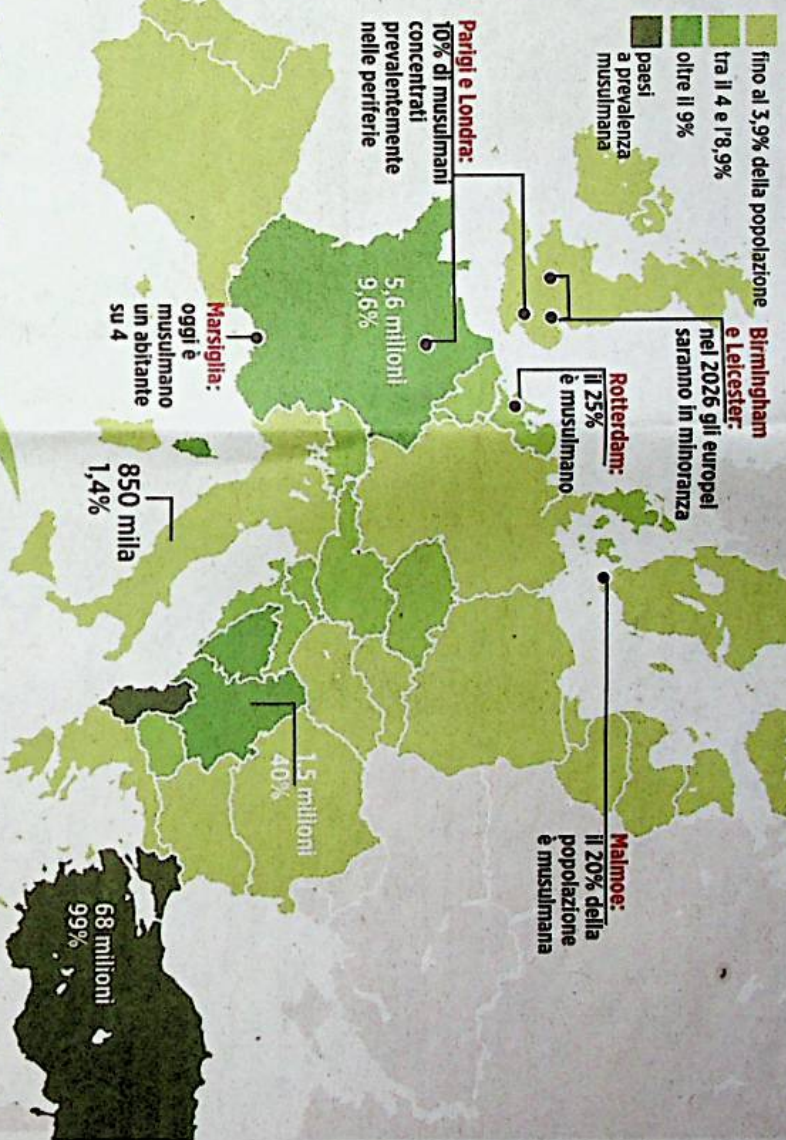 fino al 3,9% della popolazione
tra il 4 e l'8,9%
oltre il 9%
paesi
a prevalenza
musulmana
Birmingham
e Leicester:
nel 2026 gli europei
saranno in minoranza
Parigi e Londra:
10% di musulmani
concentrati
prevalentemente
nelle periferie
Rotterdam:
il 25%
è musulmano
Malmoe:
il 20% della
popolazione
è musulmana
5,6 milioni
9,6%
Marsiglia:
oggi è
musulmano
un abitante
su 4
850 mila
1,4%
1,5 milioni
40%
68 milioni
99%